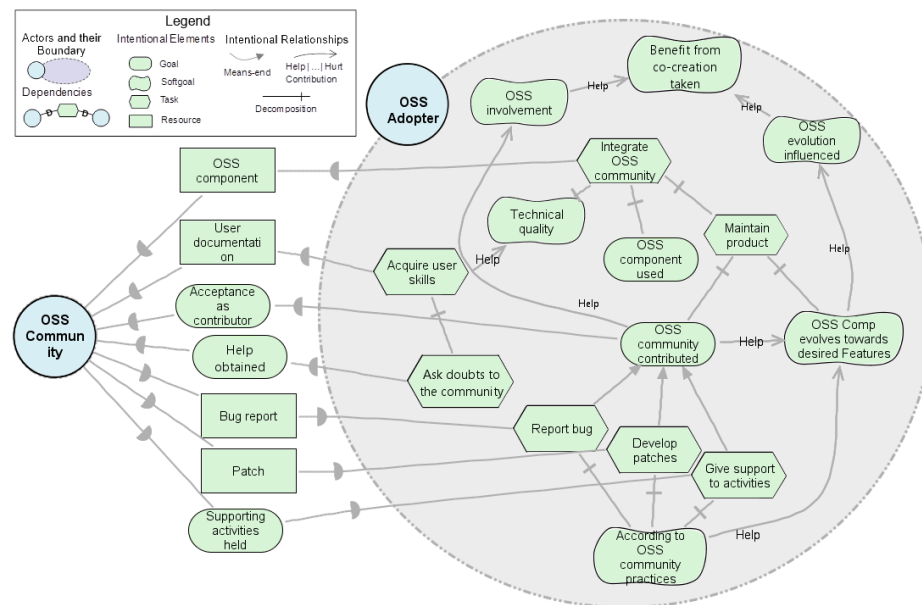 Legend
Actors and their
Boundary
Dependencies
D
D
Intentional Elements
Goal
Softgoal
Task
Resource
Intentional Relationships
Means-end
Help | ...| Hurt
Contribution
Decomposition
OSS
Adopter
OSS
involvement
Help
Benefit from
co-creation
taken
Help
OSS
evolution
influenced
OSS
component
Integrate
OSS
community
Technical
quality
User
documentati
on
Acquire user
skills
Help
OSS
component
used
Maintain
product
Help
Acceptance
as
contributor
Help
OSS
Commun
ity
OSS
community
contributed
Help
OSS Comp
evolves towards
desired Features
Help
obtained
Ask doubts to
the community
Bug report
Report bug
Develop
patches
Patch
Give support
to activities
Supporting
activities
held
According to
OSS
community
practices
Help